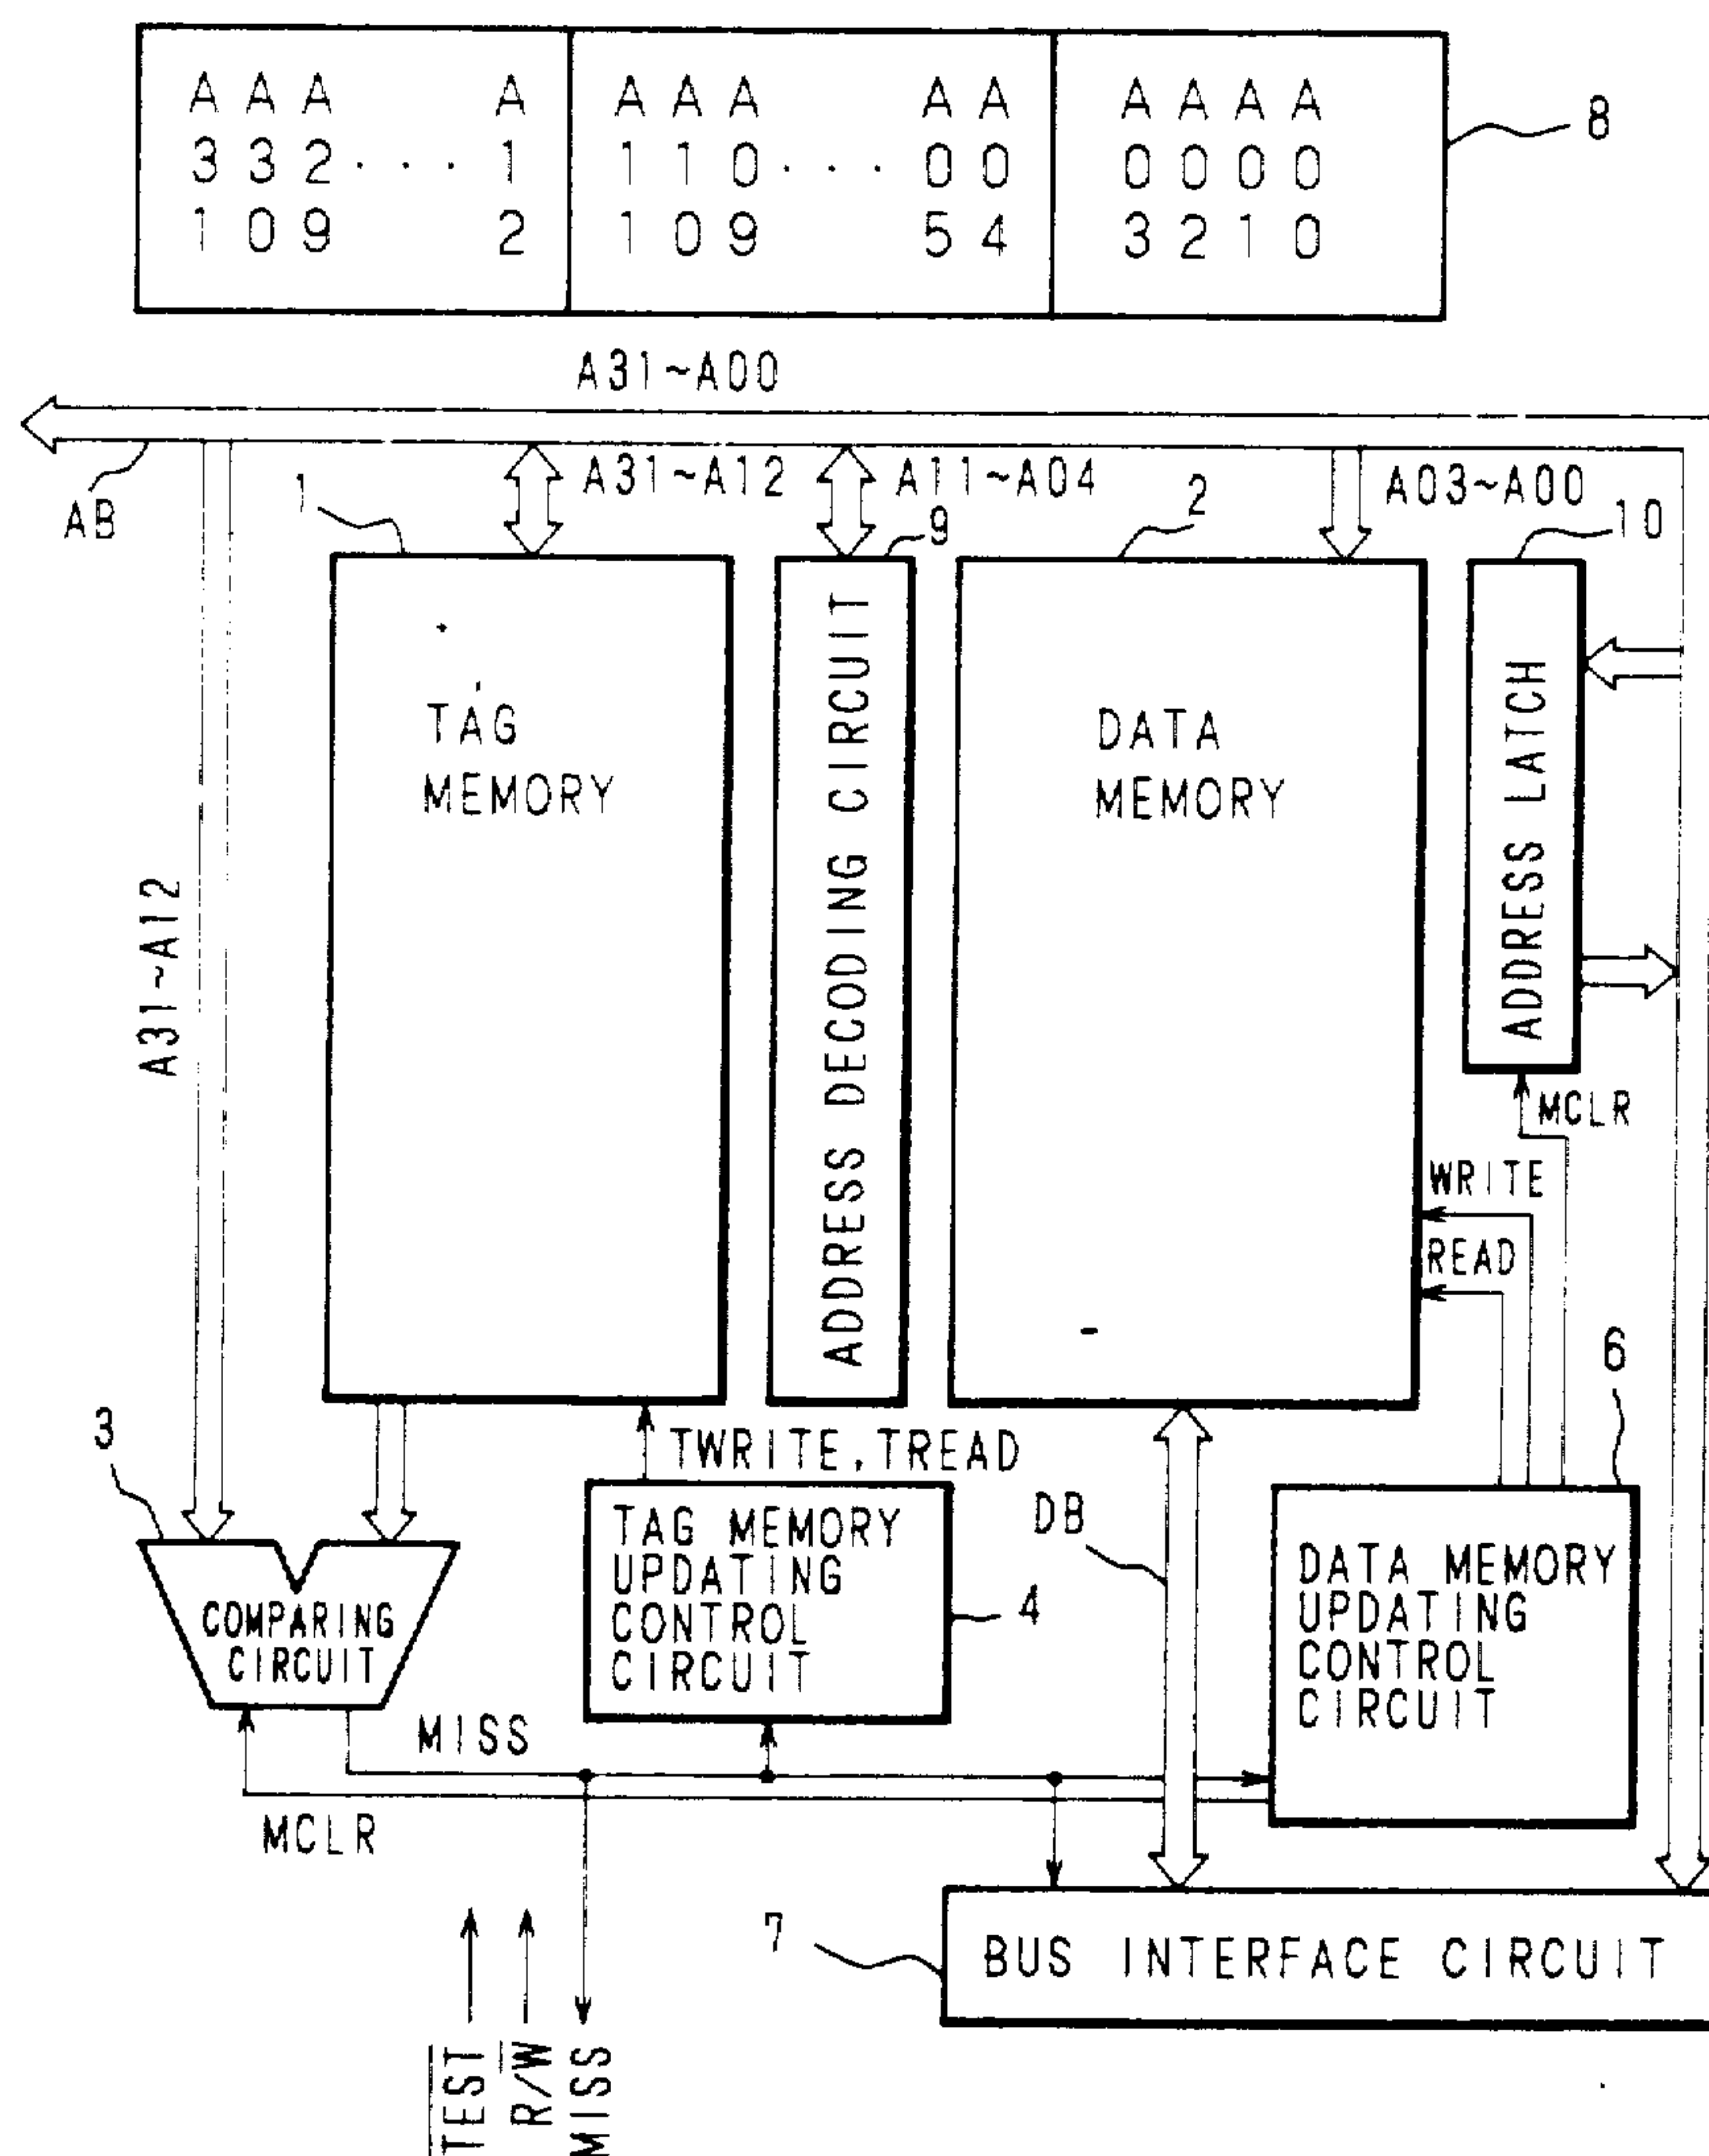 A A A A A A A A A A A A A
3 3 2 · · · 1 1 1 0 · · · 0 0 0 0 0 0
1 0 9 2 1 0 9 5 4 3 2 1 0
8
A31~A00
AB
1
A31~A12
A11~A04
9
2
A03~A00
10
A31~A12
TAG
MEMORY
ADDRESS DECODING CIRCUIT
DATA
MEMORY
ADDRESS LATCH
MCLR
WRITE
READ
6
3
TWRITE,TREAD
COMPARING
CIRCUIT
TAG MEMORY
UPDATING
CONTROL
CIRCUIT
4
DB
DATA MEMORY
UPDATING
CONTROL
CIRCUIT
MISS
MCLR
7
BUS INTERFACE CIRCUIT
TEST
R/W
MISS